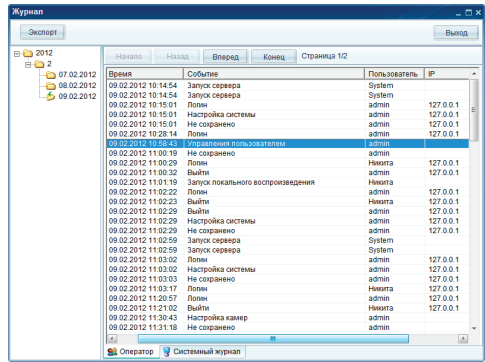 Журнал
Экспорт
Выход
2012
2
07.02.2012
08.02.2012
09.02.2012
Начало Назад Вперед Конец Страница 1/2
Время Событие Пользователь IP
09.02.2012 10:14:54 Запуск сервера System
09.02.2012 10:14:54 Запуск сервера System
09.02.2012 10:15:01 Логин admin 127.0.0.1
09.02.2012 10:15:01 Настройка системы admin 127.0.0.1
09.02.2012 10:15:01 Не сохранено admin 127.0.0.1
09.02.2012 10:28:14 Логин admin 127.0.0.1
09.02.2012 10:58:43 Управления пользователем admin
09.02.2012 11:00:19 Не сохранено admin
09.02.2012 11:00:29 Логин Никита 127.0.0.1
09.02.2012 11:00:32 Выйти admin 127.0.0.1
09.02.2012 11:01:19 Запуск локального воспроизведения Никита
09.02.2012 11:02:22 Логин admin 127.0.0.1
09.02.2012 11:02:23 Выйти Никита 127.0.0.1
09.02.2012 11:02:29 Выйти admin 127.0.0.1
09.02.2012 11:02:29 Настройка системы admin 127.0.0.1
09.02.2012 11:02:29 Не сохранено admin 127.0.0.1
09.02.2012 11:02:59 Запуск сервера System
09.02.2012 11:02:59 Запуск сервера System
09.02.2012 11:03:02 Логин admin 127.0.0.1
09.02.2012 11:03:02 Настройка системы admin 127.0.0.1
09.02.2012 11:03:03 Не сохранено admin 127.0.0.1
09.02.2012 11:03:17 Логин Никита 127.0.0.1
09.02.2012 11:20:57 Логин admin 127.0.0.1
09.02.2012 11:21:02 Выйти Никита 127.0.0.1
09.02.2012 11:30:43 Настройка камер admin
09.02.2012 11:31:18 Не сохранено admin
Оператор Системный журнал